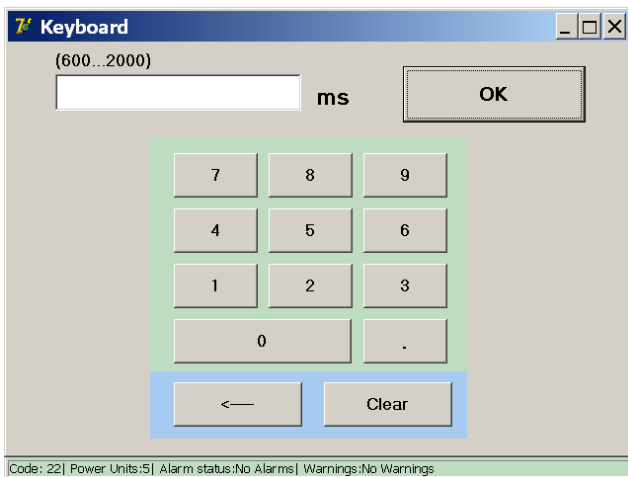 Keyboard
(600...2000)
ms
OK
7 8 9
4 5 6
1 2 3
0 .
<— Clear
Code: 22| Power Units:5| Alarm status:No Alarms| Warnings:No Warnings